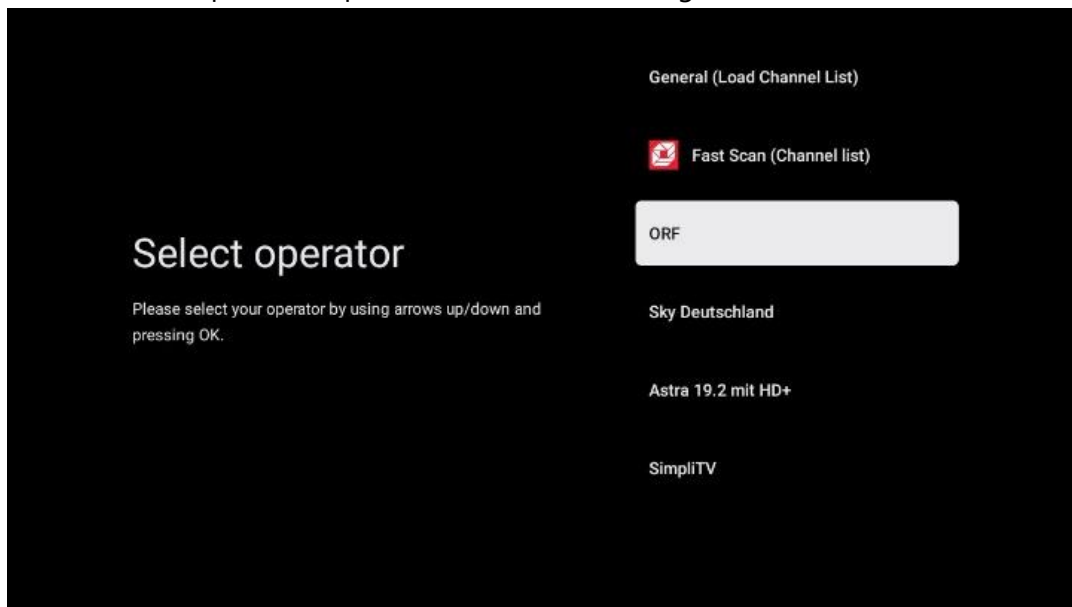 Select operator
Please select your operator by using arrows up/down and
pressing OK.
General (Load Channel List)
Fast Scan (Channel list)
ORF
Sky Deutschland
Astra 19.2 mit HD+
SimpliTV